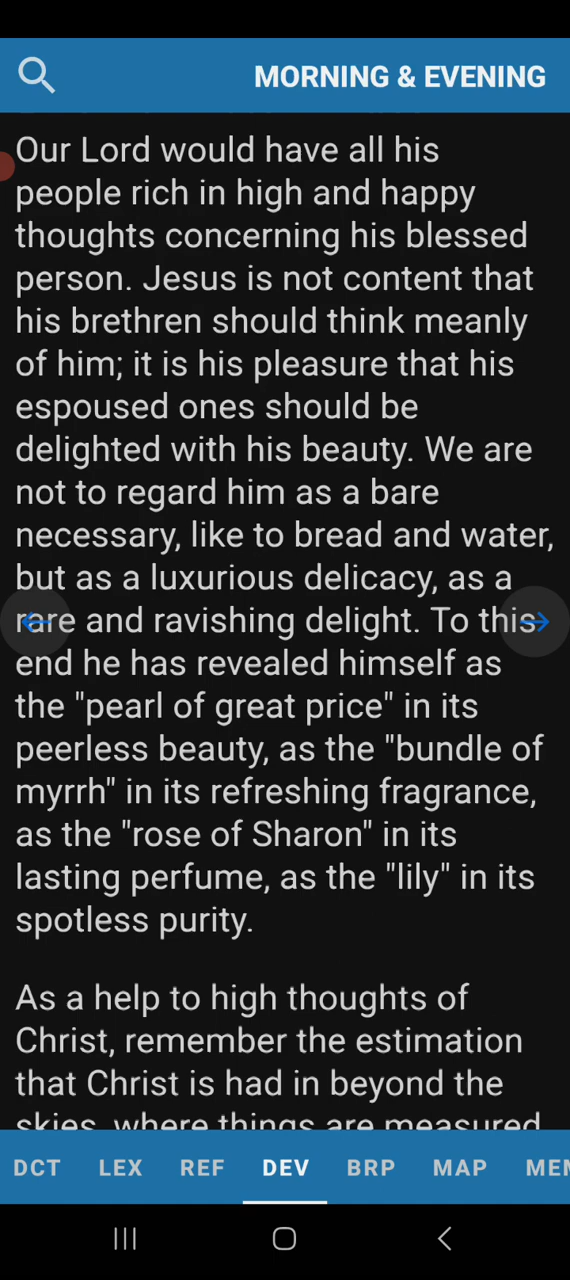 MORNING & EVENING
Our Lord would have all his
people rich in high and happy
thoughts concerning his blessed
person. Jesus is not content that
his brethren should think meanly
of him; it is his pleasure that his
espoused ones should be
delighted with his beauty. We are
not to regard him as a bare
necessary, like to bread and water,
but as a luxurious delicacy, as a
rare and ravishing delight. To this
end he has revealed himself as
the "pearl of great price" in its
peerless beauty, as the "bundle of
myrrh" in its refreshing fragrance,
as the "rose of Sharon" in its
lasting perfume, as the "lily" in its
spotless purity.
As a help to high thoughts of
Christ, remember the estimation
that Christ is had in beyond the
skies, where things are measured
DCT LEX REF DEV BRP MAP